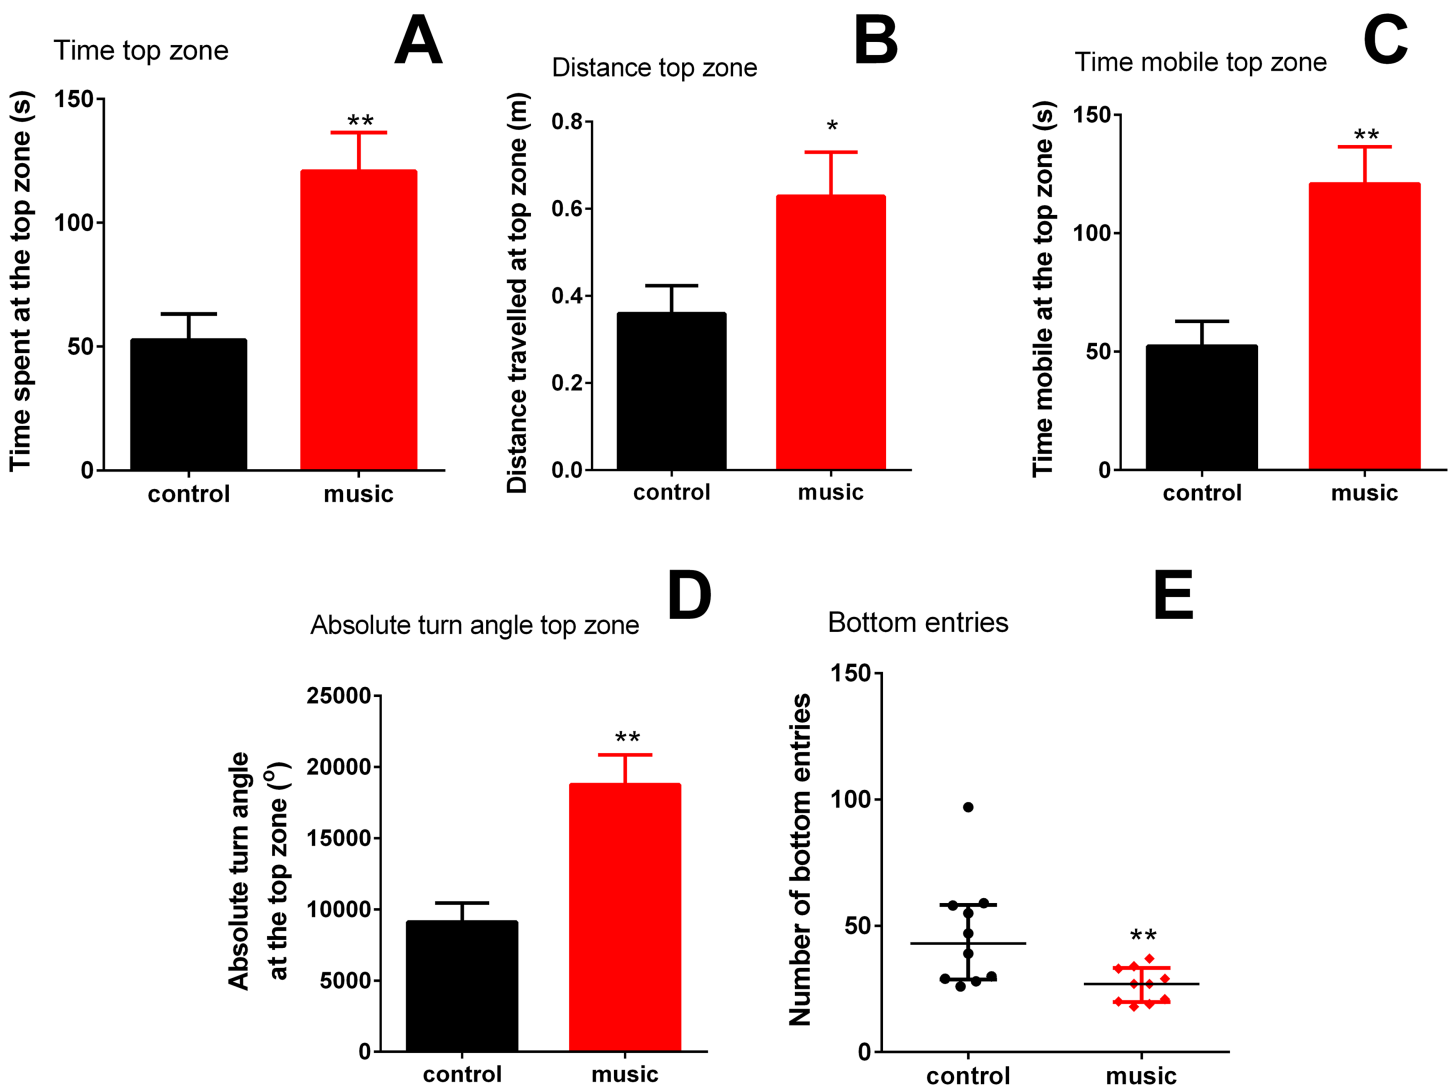 A
Time top zone
Time spent at the top zone (s)
150
100
50
0
**
control
music
B
Distance top zone
Distance travelled at top zone (m)
0.8
0.6
0.4
0.2
0.0
*
control
music
C
Time mobile top zone
Time mobile at the top zone (s)
150
100
50
0
**
control
music
D
Absolute turn angle top zone
Absolute turn angle
at the top zone (º)
25000
20000
15000
10000
5000
0
**
control
music
E
Bottom entries
Number of bottom entries
150
100
50
0
**
control
music